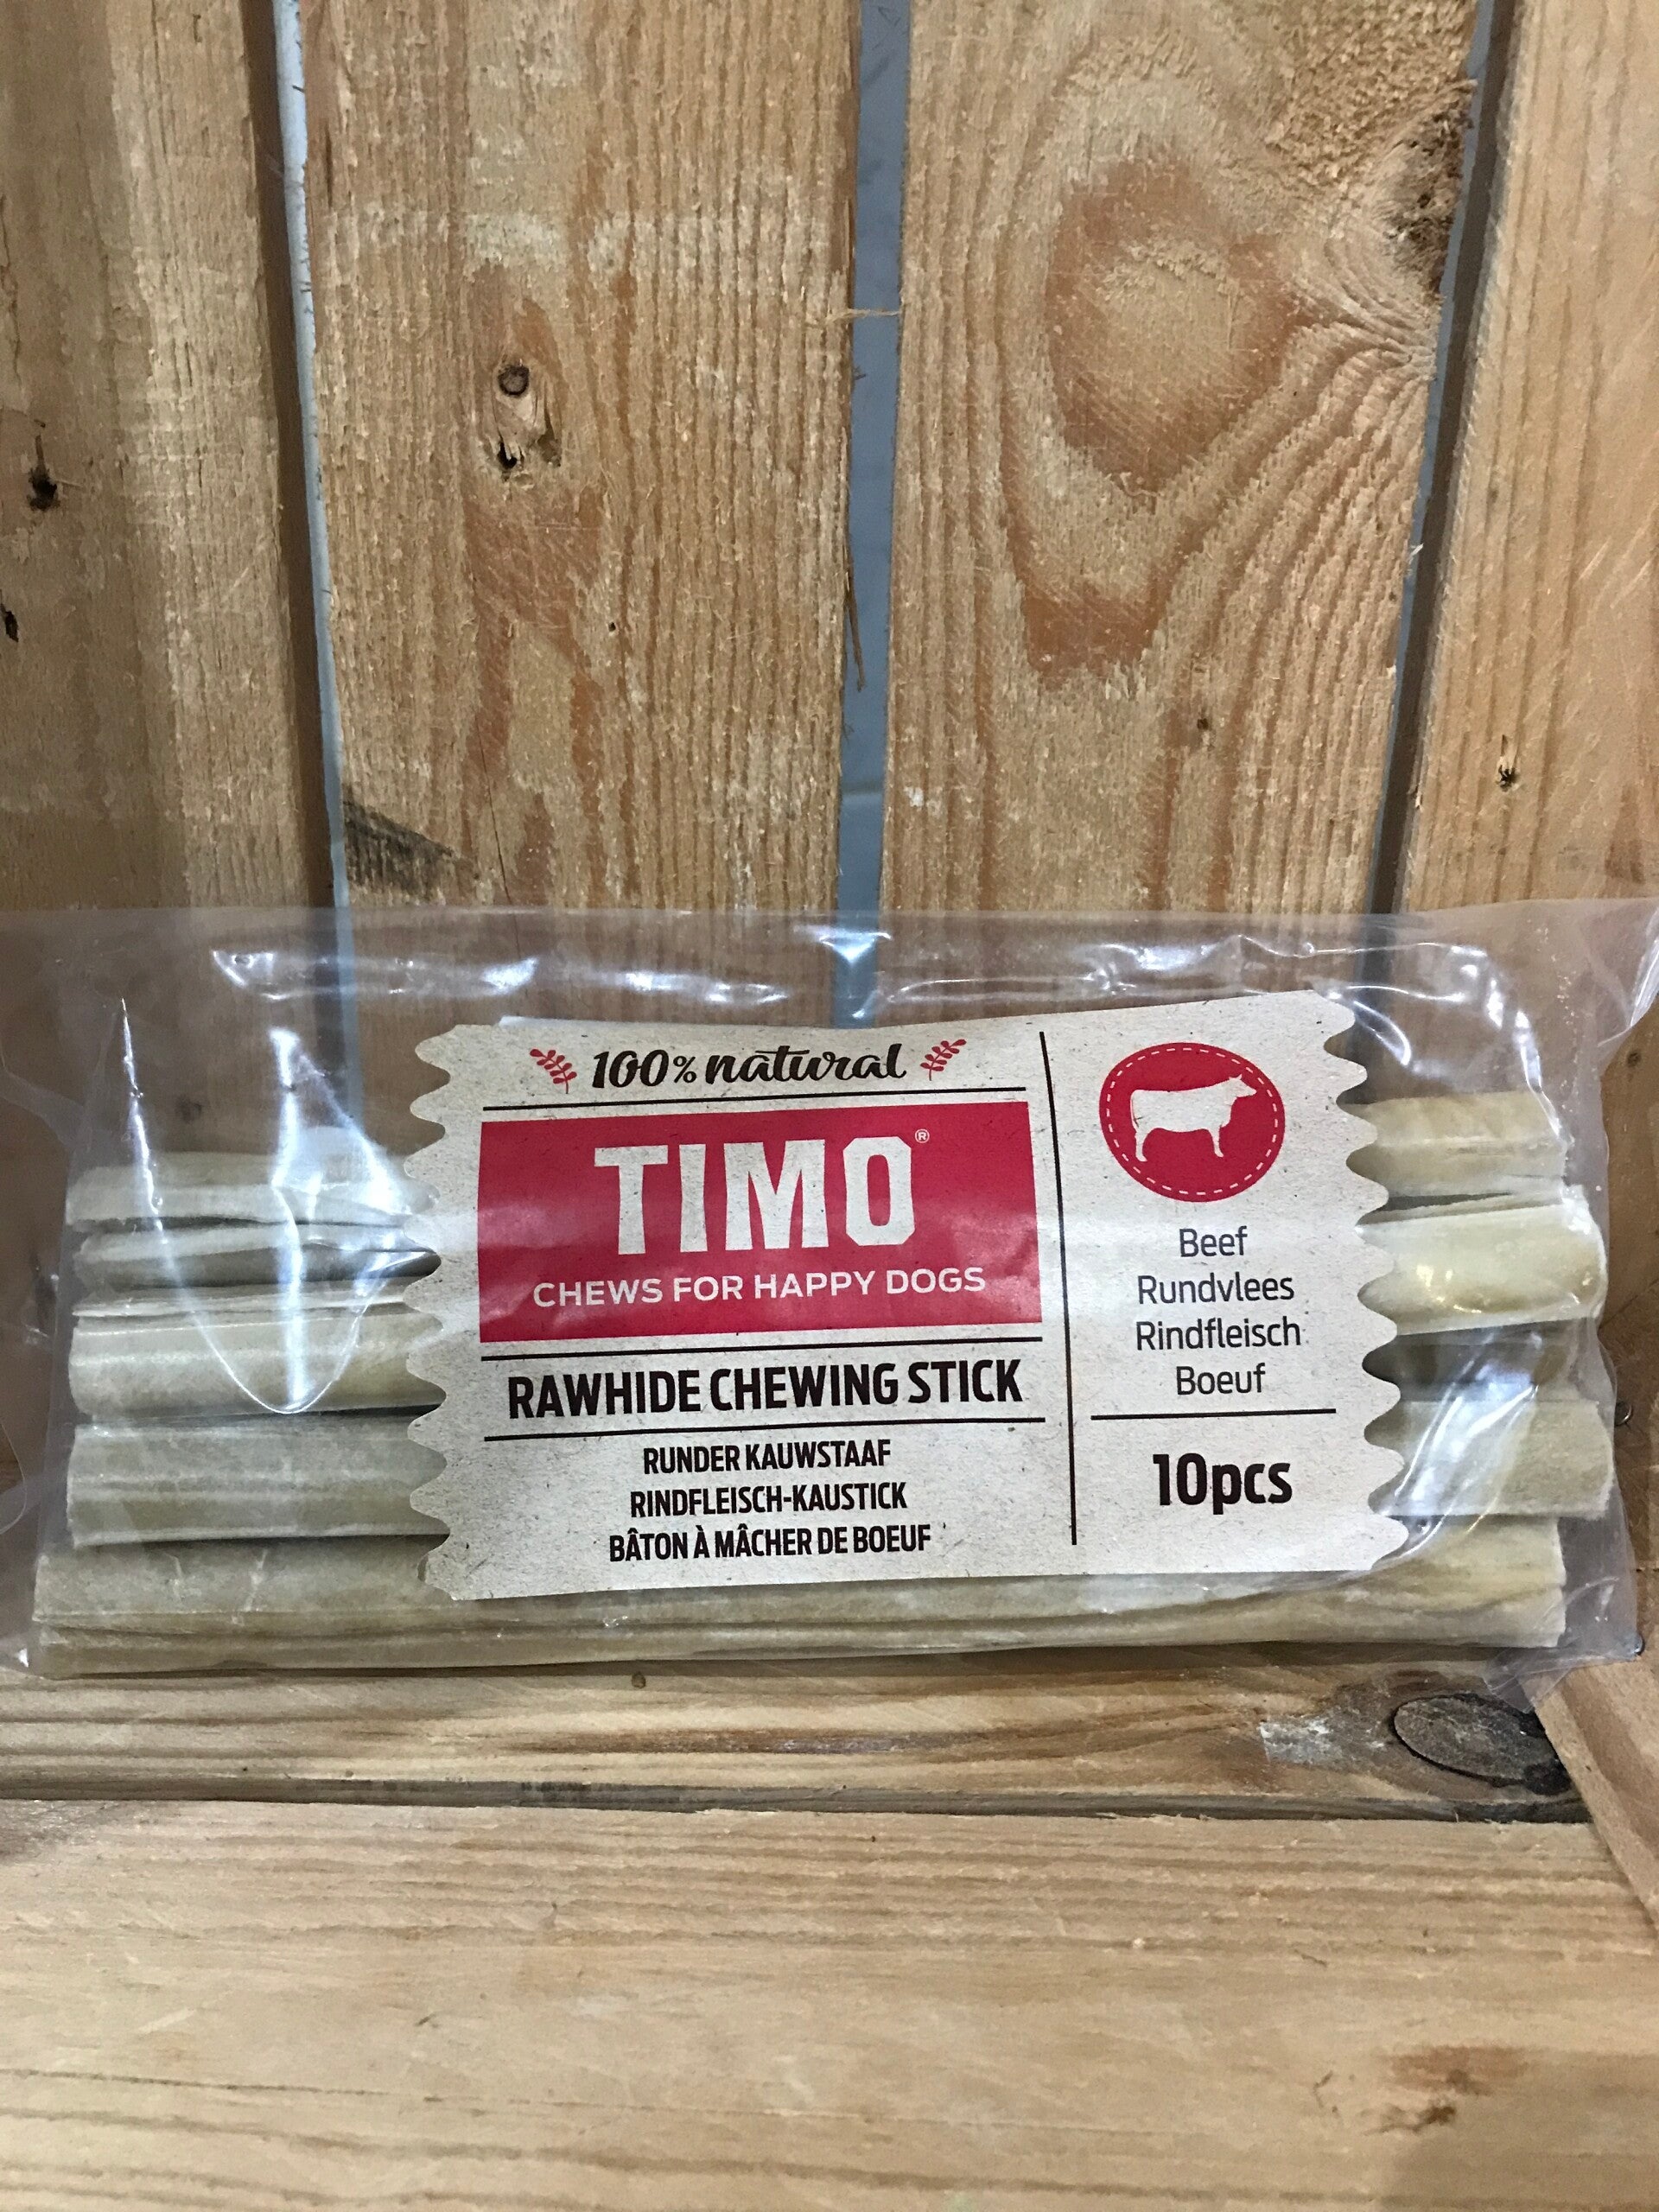 100% natural
TIMO®
CHEWS FOR HAPPY DOGS
RAWHIDE CHEWING STICK
RUNDER KAUWSTAAF
RINDFLEISCH-KAUSTICK
BÂTON À MÂCHER DE BOEUF
Beef
Rundvlees
Rindfleisch
Boeuf
10pcs